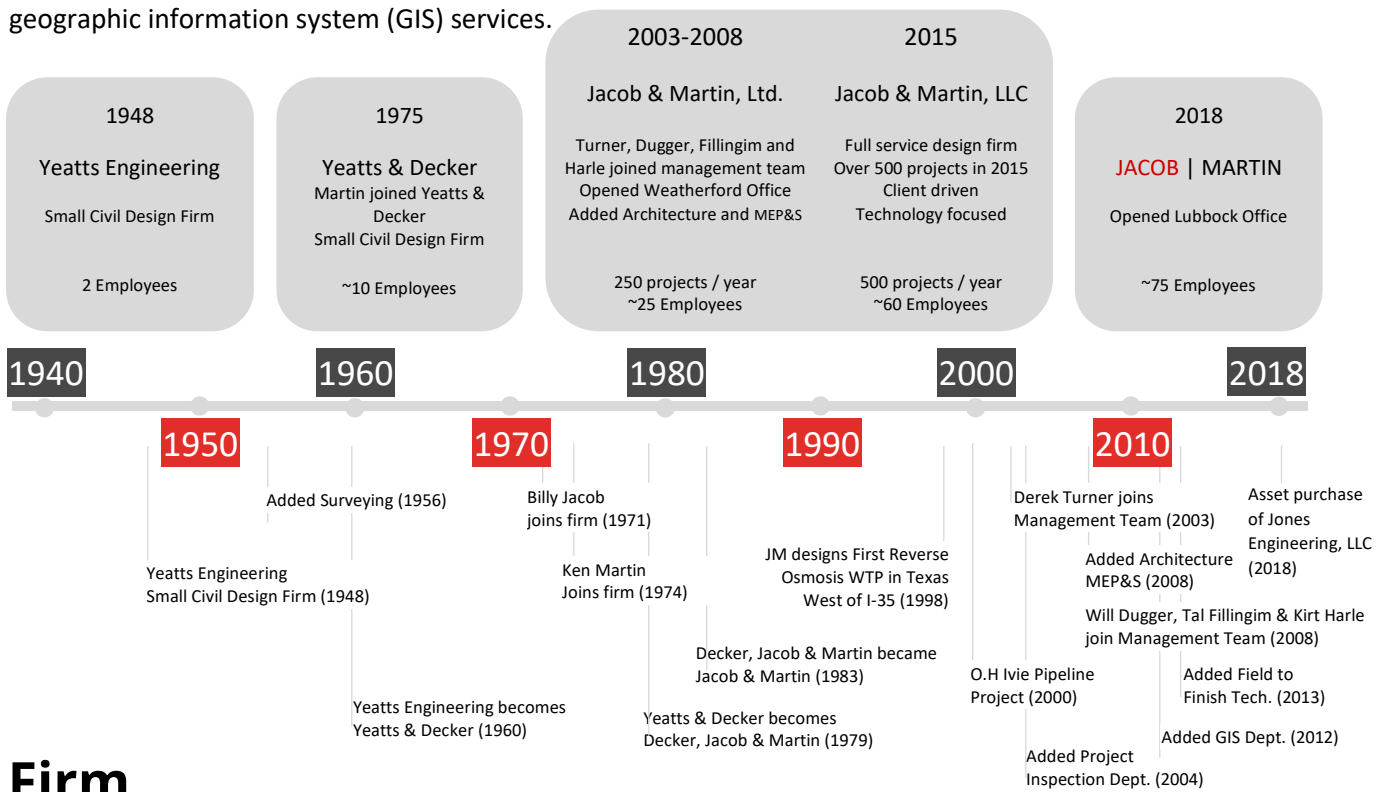 geographic information system (GIS) services.
1948
Yeatts Engineering
Small Civil Design Firm
2 Employees
1975
Yeatts & Decker
Martin joined Yeatts &
Decker
Small Civil Design Firm
~10 Employees
2003-2008
Jacob & Martin, Ltd.
Turner, Dugger, Fillingim and
Harle joined management team
Opened Weatherford Office
Added Architecture and MEP&S
250 projects / year
~25 Employees
2015
Jacob & Martin, LLC
Full service design firm
Over 500 projects in 2015
Client driven
Technology focused
500 projects / year
~60 Employees
2018
JACOB | MARTIN
Opened Lubbock Office
~75 Employees
1940
1960
1980
2000
2018
1950
1970
1990
2010
Added Surveying (1956)
Yeatts Engineering
Small Civil Design Firm (1948)
Yeatts Engineering becomes
Yeatts & Decker (1960)
Billy Jacob
joins firm (1971)
Ken Martin
Joins firm (1974)
Decker, Jacob & Martin became
Jacob & Martin (1983)
Yeatts & Decker becomes
Decker, Jacob & Martin (1979)
JM designs First Reverse
Osmosis WTP in Texas
West of I-35 (1998)
Derek Turner joins
Management Team (2003)
Added Architecture
MEP&S (2008)
Will Dugger, Tal Fillingim & Kirt Harle
join Management Team (2008)
O.H Ivie Pipeline
Project (2000)
Added Field to
Finish Tech. (2013)
Added GIS Dept. (2012)
Added Project
Inspection Dept. (2004)
Asset purchase
of Jones
Engineering, LLC
(2018)
Firm